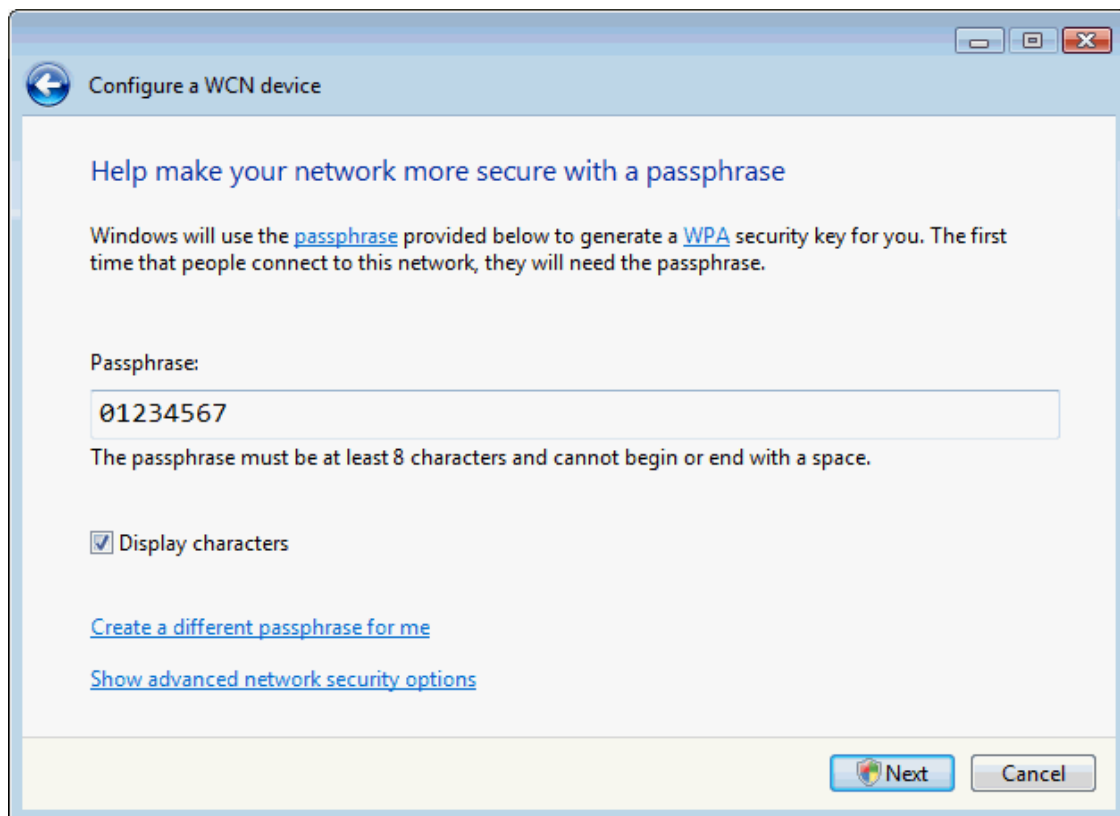 Configure a WCN device
Help make your network more secure with a passphrase
Windows will use the passphrase provided below to generate a WPA security key for you. The first
time that people connect to this network, they will need the passphrase.
Passphrase:
01234567
The passphrase must be at least 8 characters and cannot begin or end with a space.
Display characters
Create a different passphrase for me
Show advanced network security options
Next Cancel